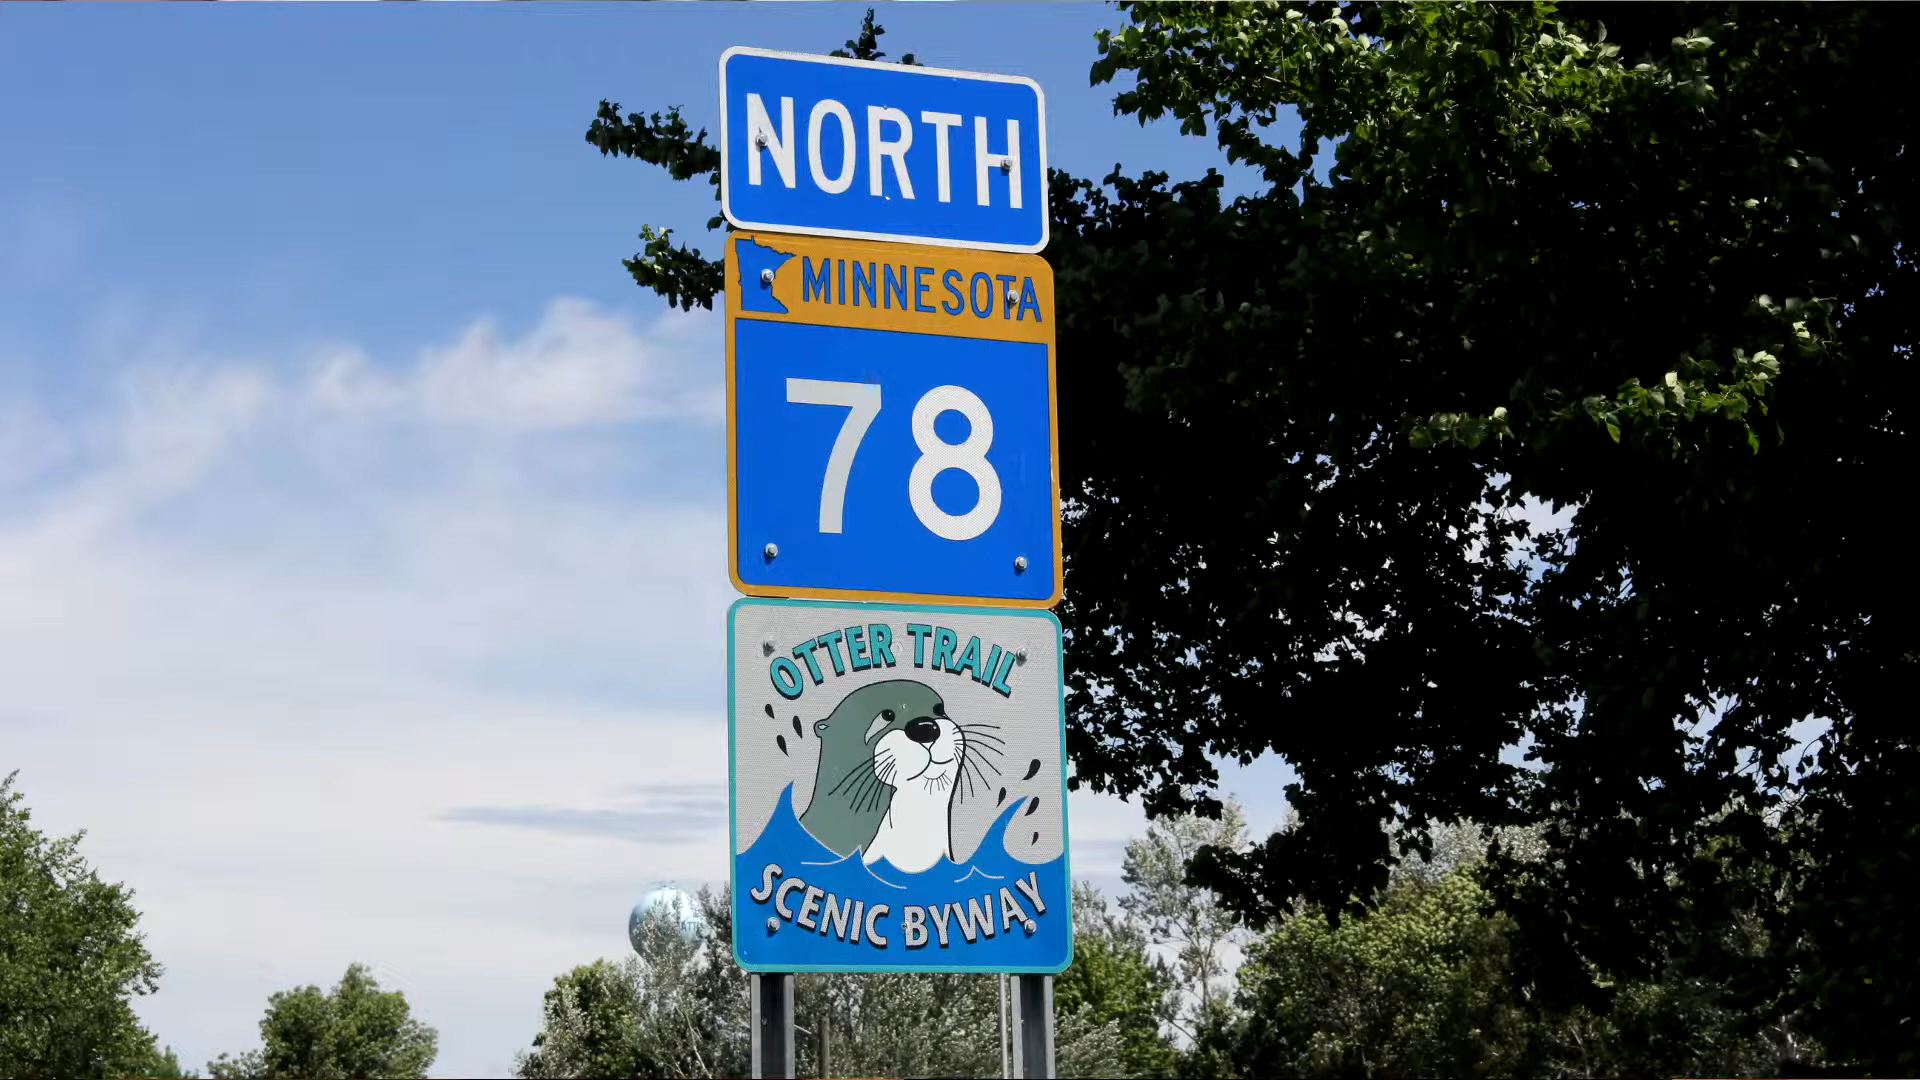 NORTH
MINNESOTA
78
OTTER TRAIL
SCENIC BYWAY